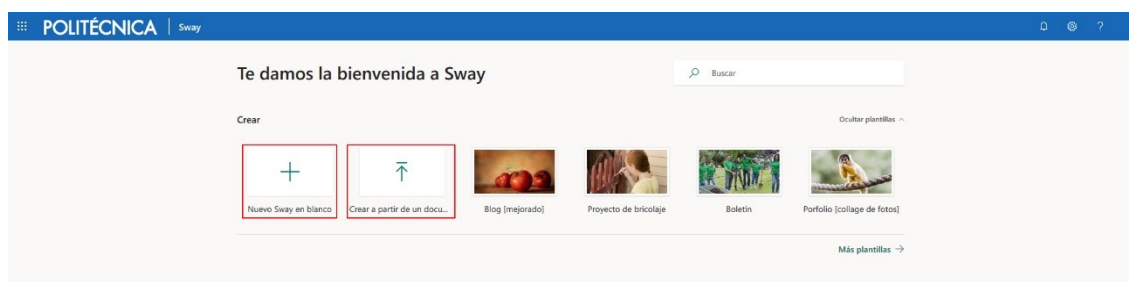 POLITÉCNICA | Sway
?
Te damos la bienvenida a Sway
Buscar
Crear
Ocultar plantillas
Nuevo Sway en blanco
Crear a partir de un docu...
Blog [mejorado]
Proyecto de bricolaje
Boletín
Porfolio [collage de fotos]
Más plantillas →